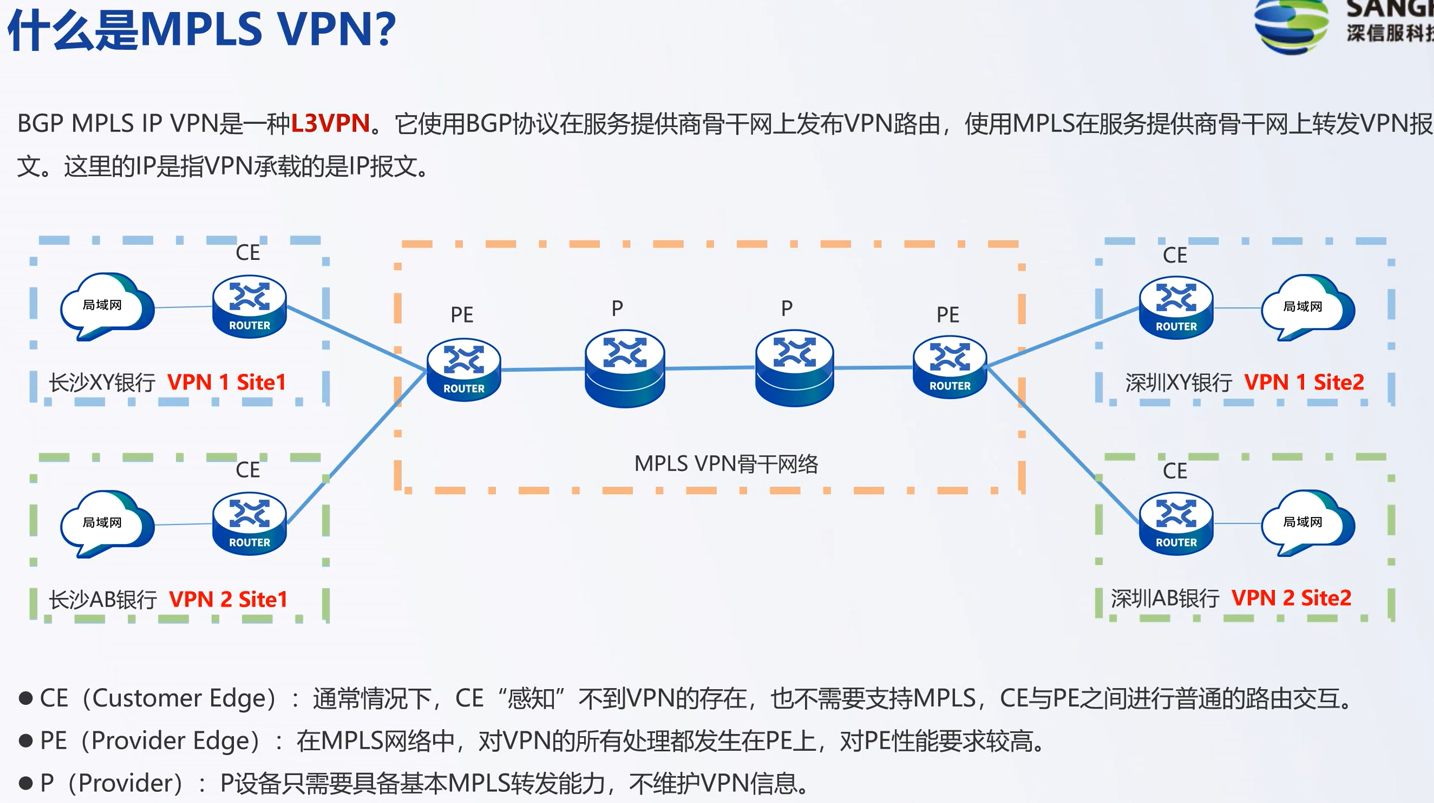 什么是MPLS VPN？
深信服科技
BGP MPLS IP VPN是一种L3VPN。它使用BGP协议在服务提供商骨干网上发布VPN路由，使用MPLS在服务提供商骨干网上转发VPN报
文。这里的IP是指VPN承载的是IP报文。
CE
局域网
ROUTER
长沙XY银行 VPN 1 Site1
PE
ROUTER
P
P
PE
ROUTER
MPLS VPN骨干网络
CE
ROUTER
局域网
深圳XY银行 VPN 1 Site2
CE
局域网
ROUTER
长沙AB银行 VPN 2 Site1
CE
ROUTER
局域网
深圳AB银行 VPN 2 Site2
● CE（Customer Edge）：通常情况下，CE“感知”不到VPN的存在，也不需要支持MPLS，CE与PE之间进行普通的路由交互。
● PE（Provider Edge）：在MPLS网络中，对VPN的所有处理都发生在PE上，对PE性能要求较高。
● P（Provider）：P设备只需要具备基本MPLS转发能力，不维护VPN信息。